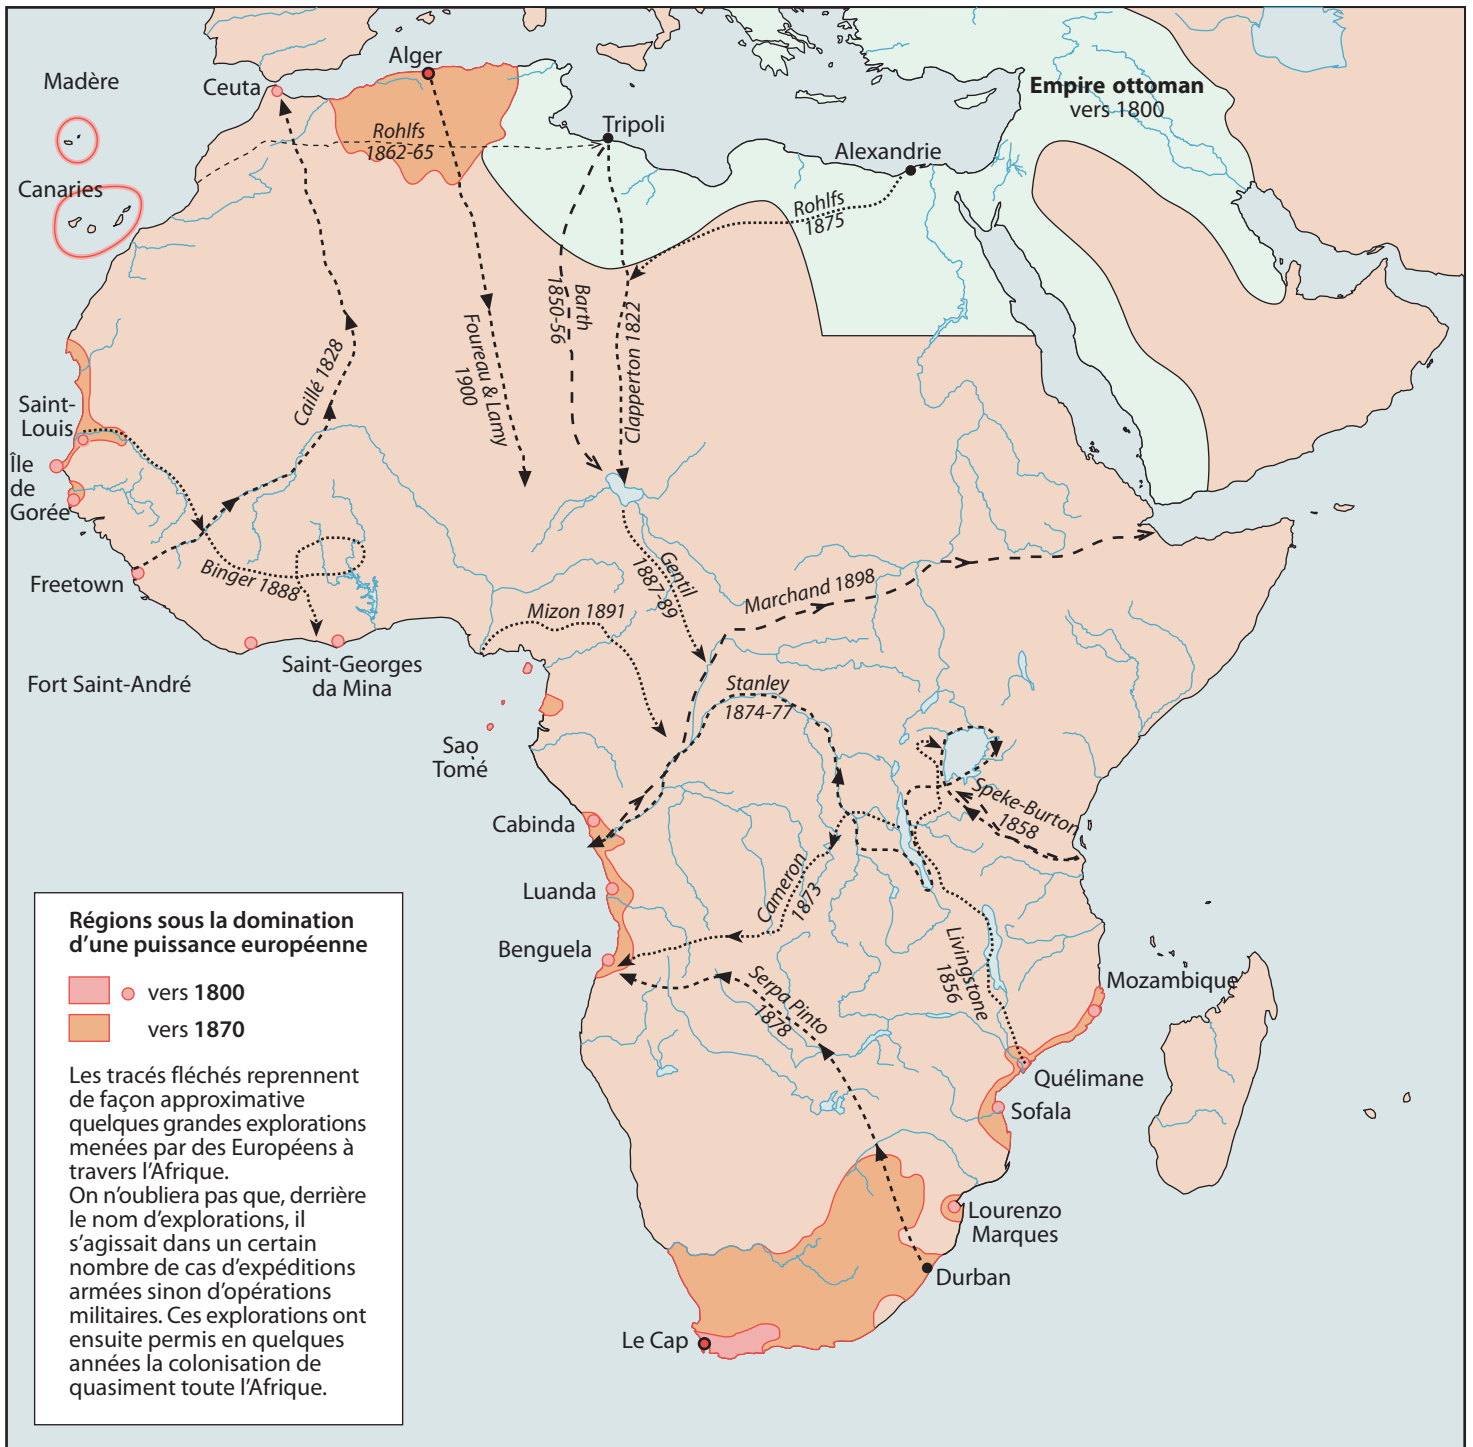 Madère
Canaries
Ceuta
Alger
Rohlfs
1862-65
Tripoli
Alexandrie
Empire ottoman
vers 1800
Rohlfs
1875
Barth
1850-56
Clapperton 1822
Foureau & Lamy
1900
Caillé 1828
Saint-
Louis
Île
de
Gorée
Freetown
Binger 1888
Fort Saint-André
Saint-Georges
da Mina
Mizon 1891
Gentil
1887-89
Marchand 1898
Stanley
1874-77
Sao
Tomé
Speke-Burton
1858
Cabinda
Luanda
Cameron
1873
Benguela
Livingstone
1856
Serpa Pinto
1878
Mozambique
Quélimane
Sofala
Lourenzo
Marques
Durban
Le Cap
Régions sous la domination
d’une puissance européenne
vers 1800
vers 1870
Les tracés fléchés reprennent
de façon approximative
quelques grandes explorations
menées par des Européens à
travers l’Afrique.
On n’oubliera pas que, derrière
le nom d’explorations, il
s’agissait dans un certain
nombre de cas d’expéditions
armées sinon d’opérations
militaires. Ces explorations ont
ensuite permis en quelques
années la colonisation de
quasiment toute l’Afrique.